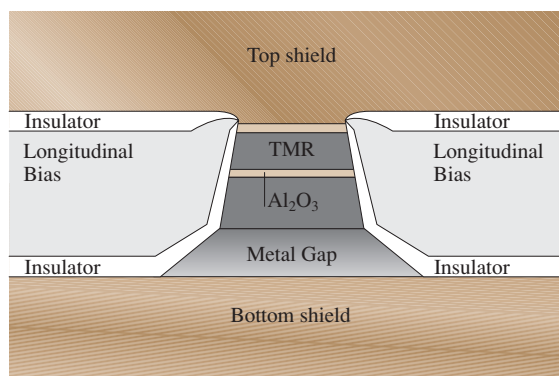 Top shield
Insulator
Insulator
Longitudinal
Bias
TMR
Longitudinal
Bias
Al₂O₃
Metal Gap
Insulator
Insulator
Bottom shield